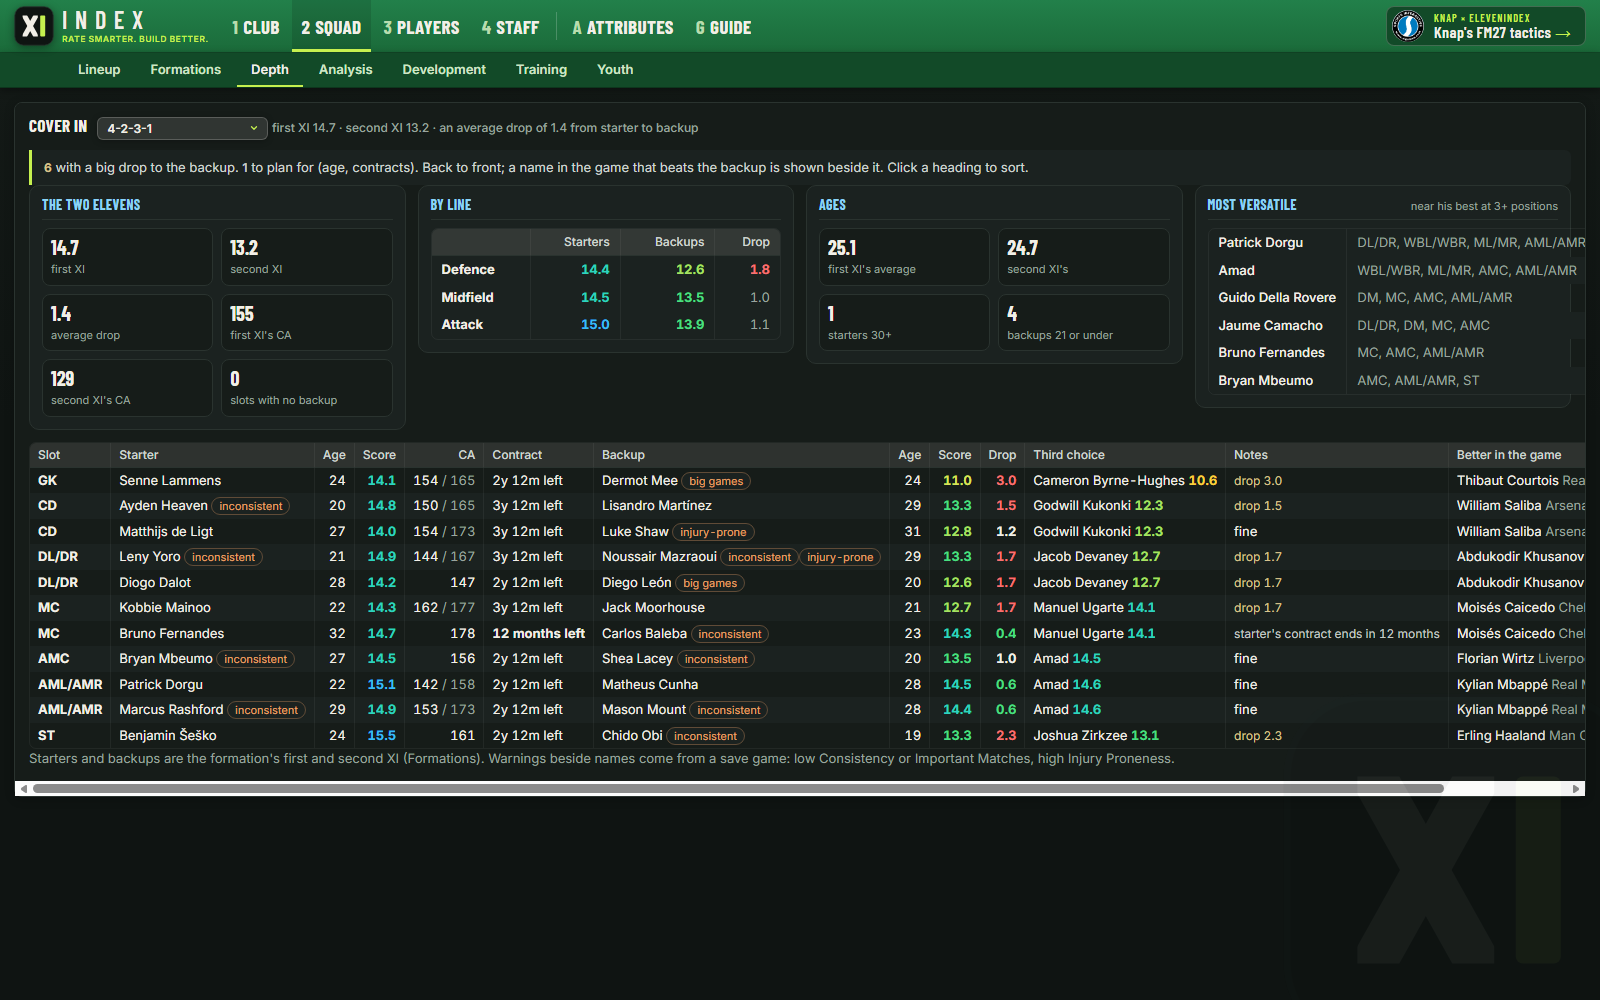 XI INDEX
RATE SMARTER. BUILD BETTER.
1 CLUB 2 SQUAD 3 PLAYERS 4 STAFF A ATTRIBUTES G GUIDE
KNAP × ELEVENINDEX
Knap's FM27 tactics →
Lineup Formations Depth Analysis Development Training Youth
COVER IN 4-2-3-1 first XI 14.7 · second XI 13.2 · an average drop of 1.4 from starter to backup
6 with a big drop to the backup. 1 to plan for (age, contracts). Back to front; a name in the game that beats the backup is shown beside it. Click a heading to sort.
THE TWO ELEVENS
14.7 first XI
13.2 second XI
1.4 average drop
155 first XI's CA
129 second XI's CA
0 slots with no backup
BY LINE
Starters Backups Drop
Defence 14.4 12.6 1.8
Midfield 14.5 13.5 1.0
Attack 15.0 13.9 1.1
AGES
25.1 first XI's average
24.7 second XI's
1 starters 30+
4 backups 21 or under
MOST VERSATILE near his best at 3+ positions
Patrick Dorgu DL/DR, WBL/WBR, ML/MR, AML/AMR
Amad WBL/WBR, ML/MR, AMC, AML/AMR
Guido Della Rovere DM, MC, AMC, AML/AMR
Jaume Camacho DL/DR, DM, MC, AMC
Bruno Fernandes MC, AMC, AML/AMR
Bryan Mbeumo AMC, AML/AMR, ST
Slot Starter Age Score CA Contract Backup Age Score Drop Third choice Notes Better in the game
GK Senne Lammens 24 14.1 154 / 165 2y 12m left Dermot Mee big games 24 11.0 3.0 Cameron Byrne-Hughes 10.6 drop 3.0 Thibaut Courtois Rea
CD Ayden Heaven inconsistent 20 14.8 150 / 165 3y 12m left Lisandro Martínez 29 13.3 1.5 Godwill Kukonki 12.3 drop 1.5 William Saliba Arsena
CD Matthijs de Ligt 27 14.0 154 / 173 3y 12m left Luke Shaw injury-prone 31 12.8 1.2 Godwill Kukonki 12.3 fine William Saliba Arsena
DL/DR Leny Yoro inconsistent 21 14.9 144 / 167 3y 12m left Noussair Mazraoui inconsistent injury-prone 29 13.3 1.7 Jacob Devaney 12.7 drop 1.7 Abdukodir Khusanov
DL/DR Diogo Dalot 28 14.2 147 2y 12m left Diego León big games 20 12.6 1.7 Jacob Devaney 12.7 drop 1.7 Abdukodir Khusanov
MC Kobbie Mainoo 22 14.3 162 / 177 3y 12m left Jack Moorhouse 21 12.7 1.7 Manuel Ugarte 14.1 drop 1.7 Moisés Caicedo Chel
MC Bruno Fernandes 32 14.7 178 12 months left Carlos Baleba inconsistent 23 14.3 0.4 Manuel Ugarte 14.1 starter's contract ends in 12 months Moisés Caicedo Chel
AMC Bryan Mbeumo inconsistent 27 14.5 156 2y 12m left Shea Lacey inconsistent 20 13.5 1.0 Amad 14.5 fine Florian Wirtz Liverpo
AML/AMR Patrick Dorgu 22 15.1 142 / 158 2y 12m left Matheus Cunha 28 14.5 0.6 Amad 14.6 fine Kylian Mbappé Real M
AML/AMR Marcus Rashford inconsistent 29 14.9 153 / 173 2y 12m left Mason Mount inconsistent 28 14.4 0.6 Amad 14.6 fine Kylian Mbappé Real M
ST Benjamin Šeško 24 15.5 161 2y 12m left Chido Obi inconsistent 19 13.3 2.3 Joshua Zirkzee 13.1 drop 2.3 Erling Haaland Man C
Starters and backups are the formation's first and second XI (Formations). Warnings beside names come from a save game: low Consistency or Important Matches, high Injury Proneness.
XI